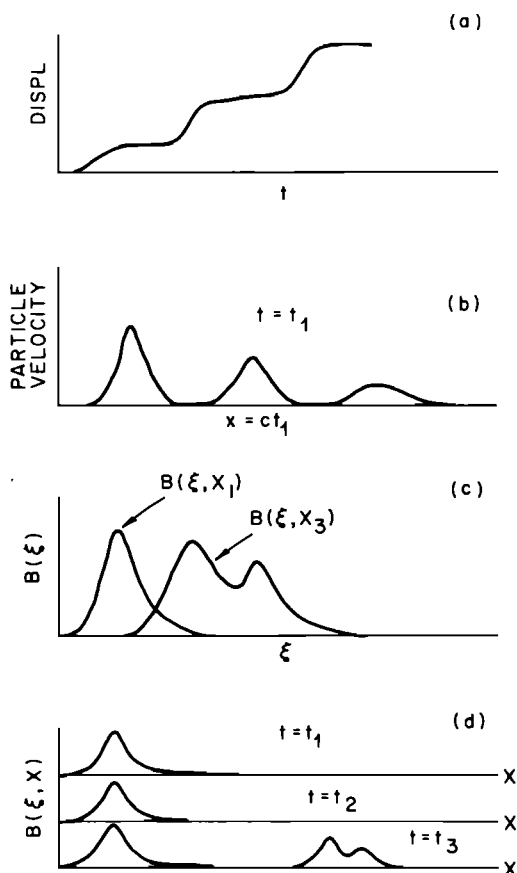 (a)
DISPL
t
(b)
PARTICLE
VELOCITY
t = t₁
x = ct₁
(c)
B(ξ, X₁)
B(ξ, X₃)
B(ξ)
ξ
(d)
B(ξ, X)
t = t₁
X
t = t₂
X
t = t₃
X